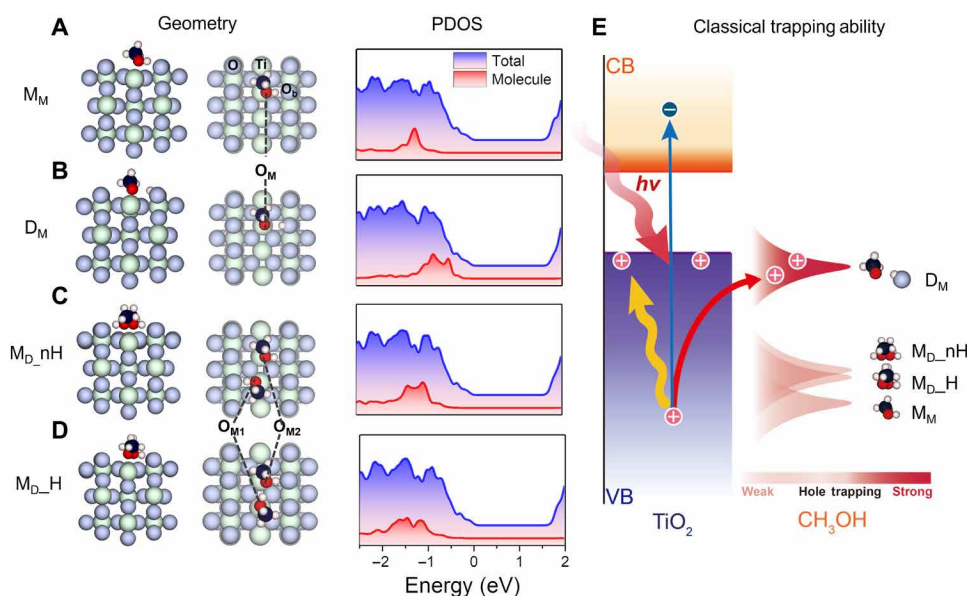 A
Geometry
PDOS
E
Classical trapping ability
M_M
O
Ti
O_b
Total
Molecule
B
D_M
O_M
C
M_D_nH
D
M_D_H
O_M1
O_M2
−2
−1
0
1
2
Energy (eV)
CB
hv
VB
TiO₂
D_M
M_D_nH
M_D_H
M_M
Weak
Hole trapping
Strong
CH₃OH